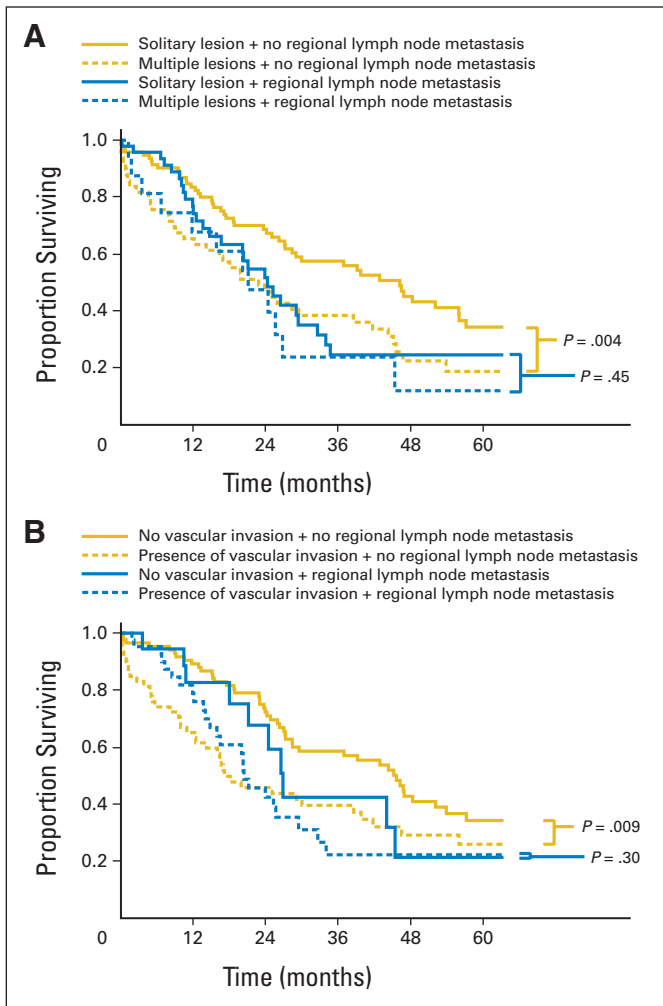 A
Solitary lesion + no regional lymph node metastasis
Multiple lesions + no regional lymph node metastasis
Solitary lesion + regional lymph node metastasis
Multiple lesions + regional lymph node metastasis
1.0
0.8
0.6
0.4
0.2
Proportion Surviving
P = .004
P = .45
0 12 24 36 48 60
Time (months)
B
No vascular invasion + no regional lymph node metastasis
Presence of vascular invasion + no regional lymph node metastasis
No vascular invasion + regional lymph node metastasis
Presence of vascular invasion + regional lymph node metastasis
1.0
0.8
0.6
0.4
0.2
Proportion Surviving
P = .009
P = .30
0 12 24 36 48 60
Time (months)